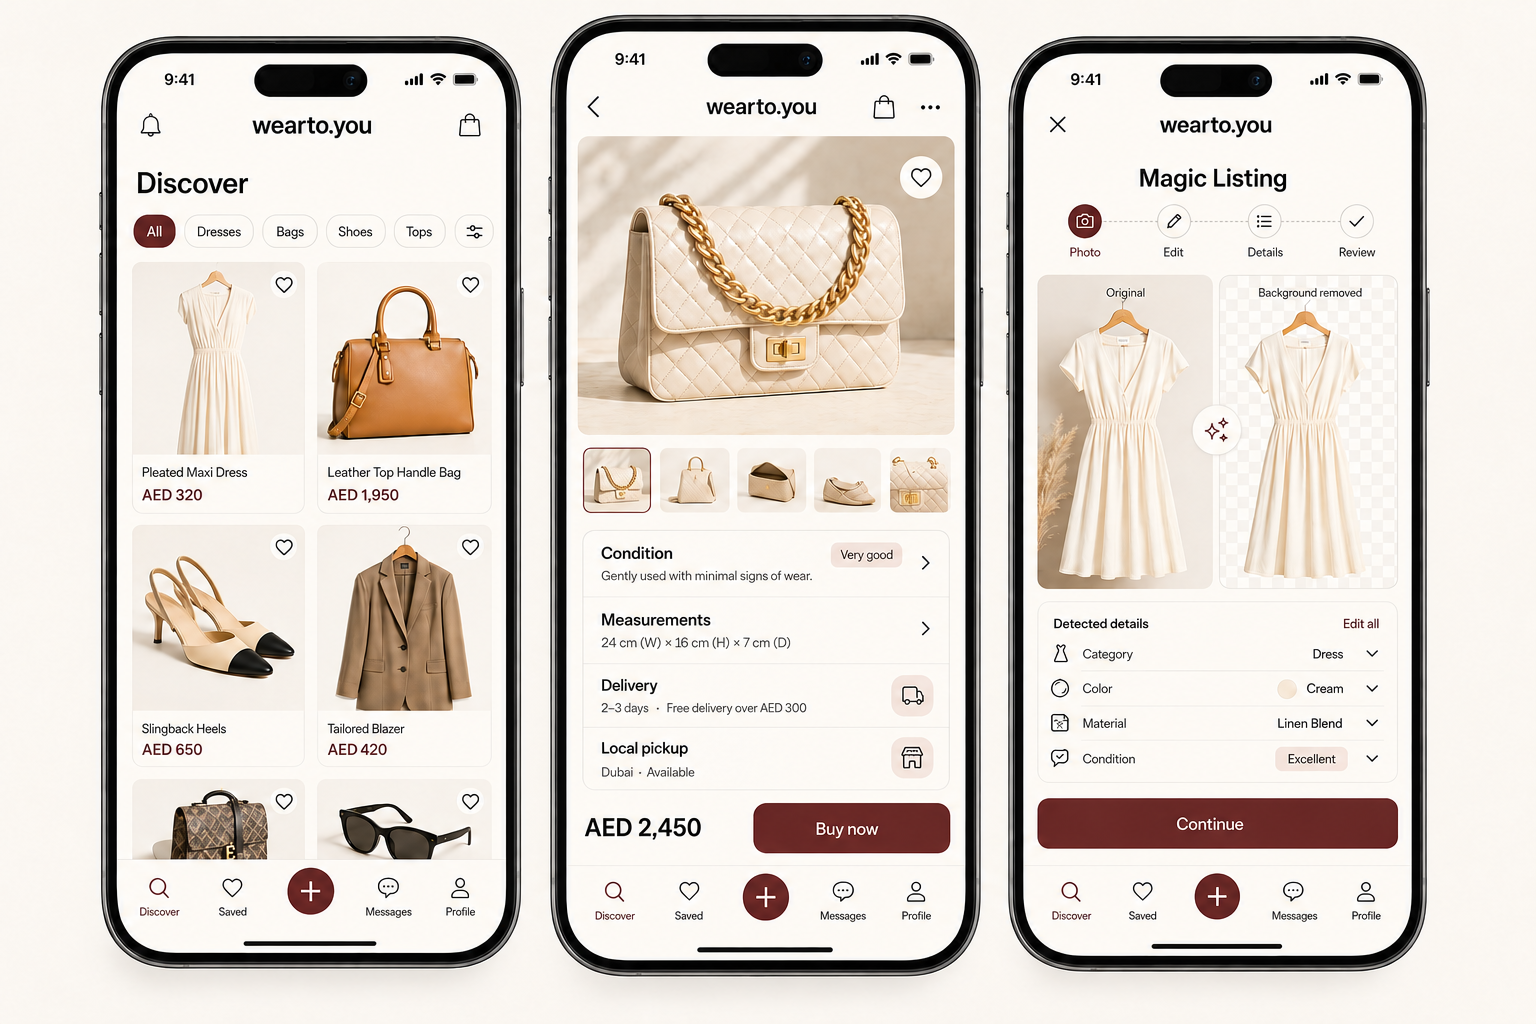 9:41
wearto.you
Discover
All
Dresses
Bags
Shoes
Tops
Pleated Maxi Dress
AED 320
Leather Top Handle Bag
AED 1,950
Slingback Heels
AED 650
Tailored Blazer
AED 420
E
Discover
Saved
Messages
Profile
9:41
wearto.you
Condition
Very good
Gently used with minimal signs of wear.
Measurements
24 cm (W) × 16 cm (H) × 7 cm (D)
Delivery
2–3 days · Free delivery over AED 300
Local pickup
Dubai · Available
AED 2,450
Buy now
Discover
Saved
Messages
Profile
9:41
wearto.you
Magic Listing
Photo
Edit
Details
Review
Original
Background removed
Detected details
Edit all
Category
Dress
Color
Cream
Material
Linen Blend
Condition
Excellent
Continue
Discover
Saved
Messages
Profile